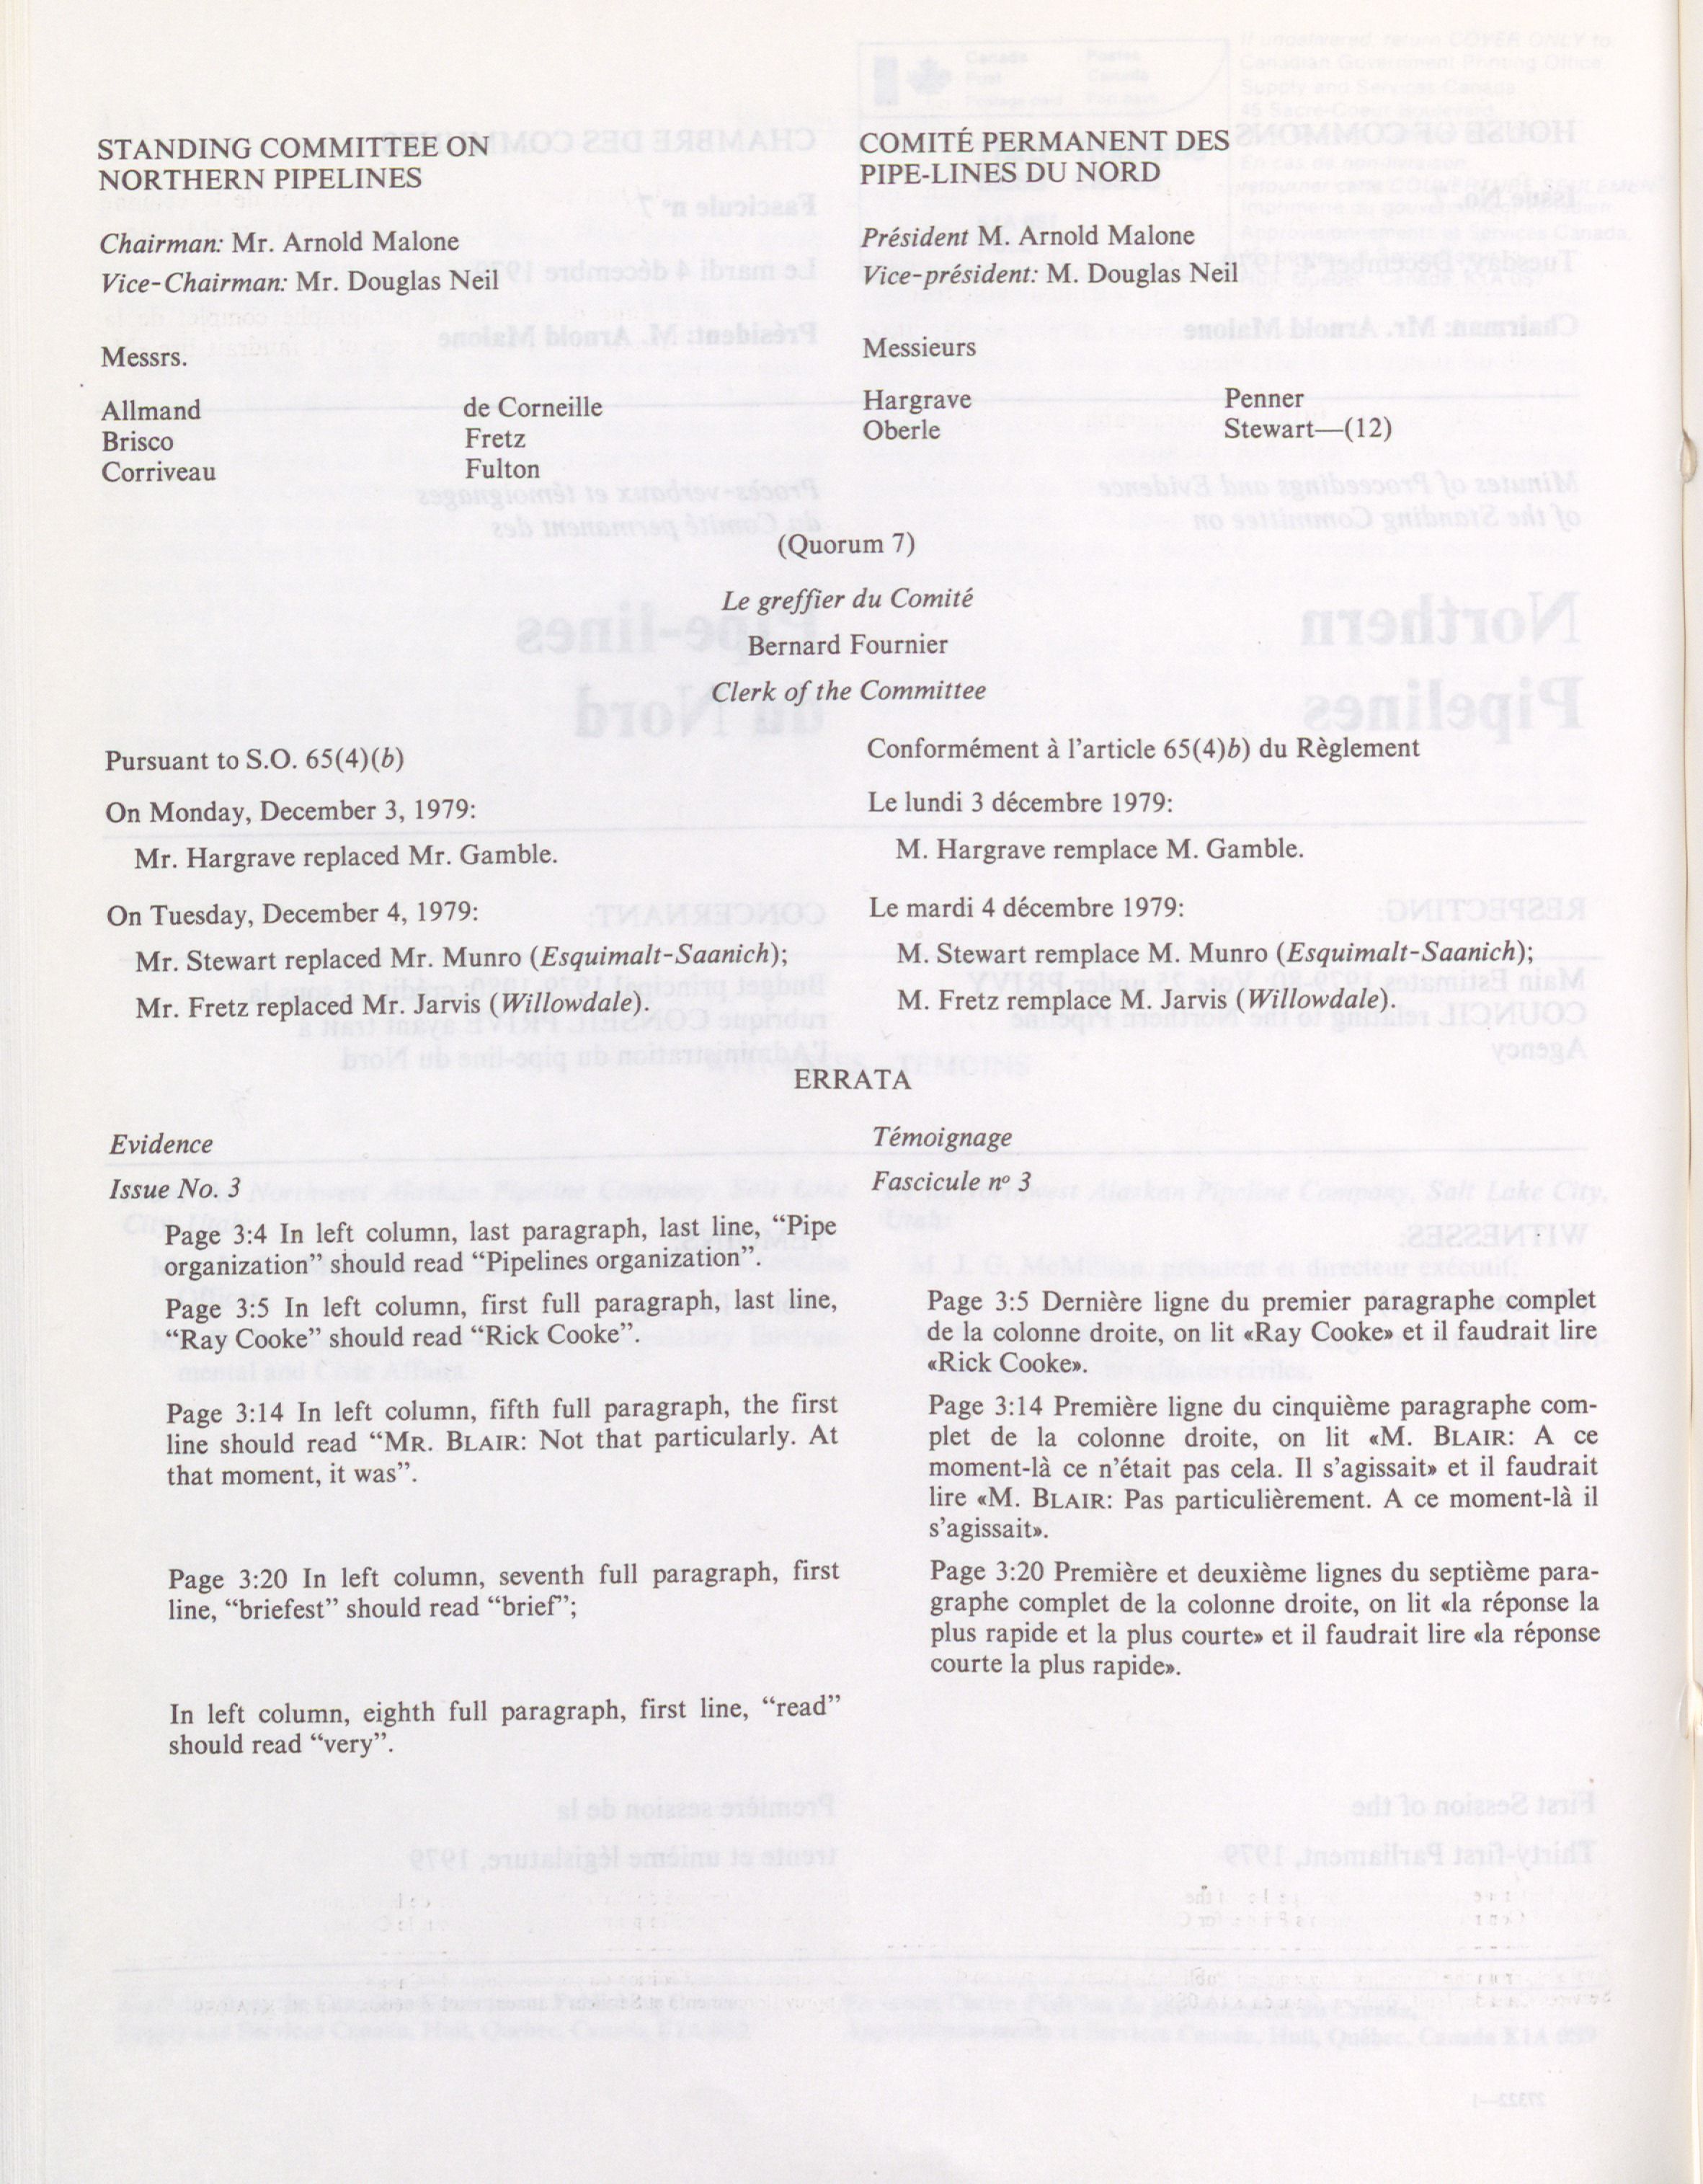 STANDING COMMITTEE ON
NORTHERN PIPELINES
Chairman: Mr. Arnold Malone
Vice-Chairman: Mr. Douglas Neil
Messrs.
Allmand
Brisco
Corriveau
de Corneille
Fretz
Fulton
COMITÉ PERMANENT DES
PIPE-LINES DU NORD
Président M. Arnold Malone
Vice-président: M. Douglas Neil
Messieurs
Hargrave
Oberle
Penner
Stewart—(12)
(Quorum 7)
Le greffier du Comité
Bernard Fournier
Clerk of the Committee
Pursuant to S.O. 65(4)(b)
On Monday, December 3, 1979:
Mr. Hargrave replaced Mr. Gamble.
On Tuesday, December 4, 1979:
Mr. Stewart replaced Mr. Munro (Esquimalt-Saanich);
Mr. Fretz replaced Mr. Jarvis (Willowdale).
Conformément à l'article 65(4)b) du Règlement
Le lundi 3 décembre 1979:
M. Hargrave remplace M. Gamble.
Le mardi 4 décembre 1979:
M. Stewart remplace M. Munro (Esquimalt-Saanich);
M. Fretz remplace M. Jarvis (Willowdale).
ERRATA
Evidence
Issue No. 3
Page 3:4 In left column, last paragraph, last line, “Pipe
organization” should read “Pipelines organization”.
Page 3:5 In left column, first full paragraph, last line,
“Ray Cooke” should read “Rick Cooke”.
Page 3:14 In left column, fifth full paragraph, the first
line should read “MR. BLAIR: Not that particularly. At
that moment, it was”.
Page 3:20 In left column, seventh full paragraph, first
line, “briefest” should read “brief”;
In left column, eighth full paragraph, first line, “read”
should read “very”.
Témoignage
Fascicule nº 3
Page 3:5 Dernière ligne du premier paragraphe complet
de la colonne droite, on lit «Ray Cooke» et il faudrait lire
«Rick Cooke».
Page 3:14 Première ligne du cinquième paragraphe com-
plet de la colonne droite, on lit «M. BLAIR: A ce
moment-là ce n'était pas cela. Il s'agissait» et il faudrait
lire «M. BLAIR: Pas particulièrement. A ce moment-là il
s'agissait».
Page 3:20 Première et deuxième lignes du septième para-
graphe complet de la colonne droite, on lit «la réponse la
plus rapide et la plus courte» et il faudrait lire «la réponse
courte la plus rapide».